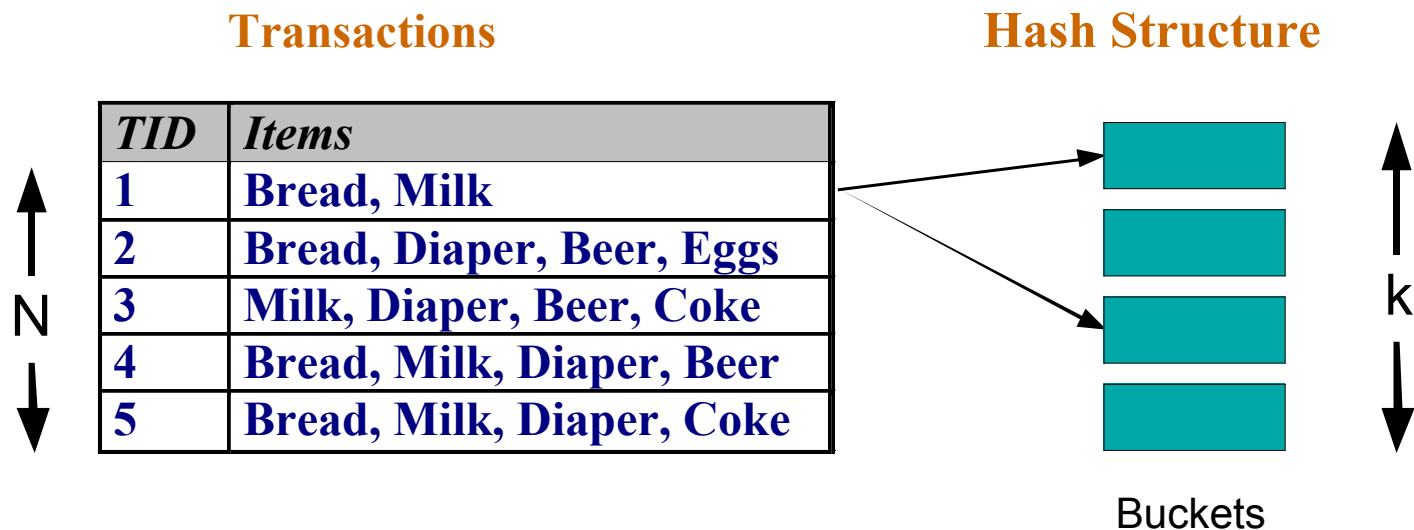 Transactions
Hash Structure
TID Items
1 Bread, Milk
2 Bread, Diaper, Beer, Eggs
3 Milk, Diaper, Beer, Coke
4 Bread, Milk, Diaper, Beer
5 Bread, Milk, Diaper, Coke
N
k
Buckets